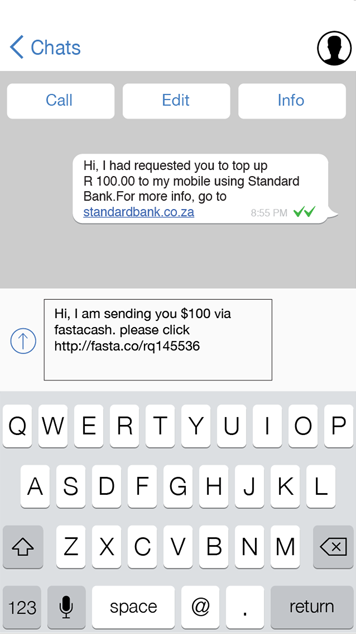 Chats
Call Edit Info
Hi, I had requested you to top up
R 100.00 to my mobile using Standard
Bank.For more info, go to
standardbank.co.za 8:55 PM
Hi, I am sending you $100 via
fastacash. please click
http://fasta.co/rq145536
Q W E R T Y U I O P
A S D F G H J K L
Z X C V B N M
123 space @ . return